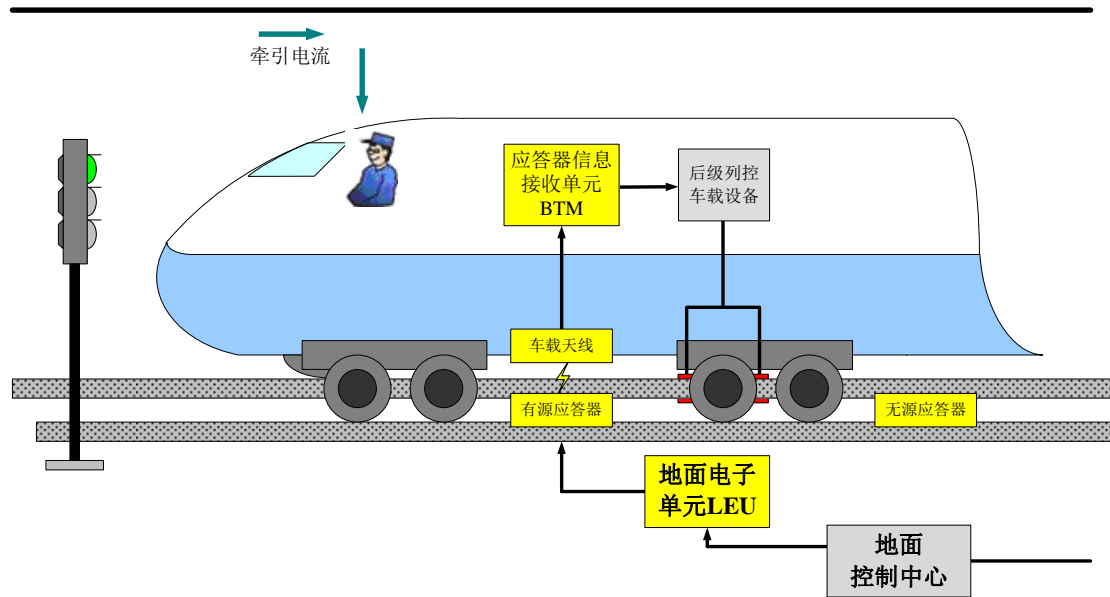 牵引电流
应答器信息
接收单元
BTM
后级列控
车载设备
车载天线
有源应答器
无源应答器
地面电子
单元LEU
地面
控制中心